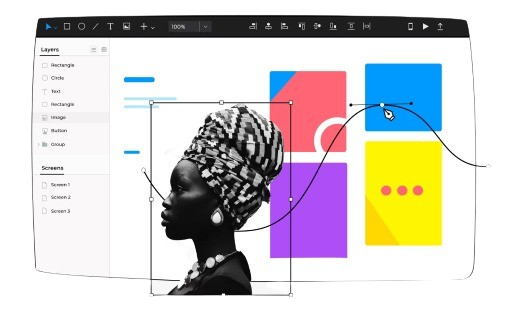 T
100%
Layers
Rectangle
Circle
T Text
Rectangle
Image
Button
Group
Screens
Screen 1
Screen 2
Screen 3